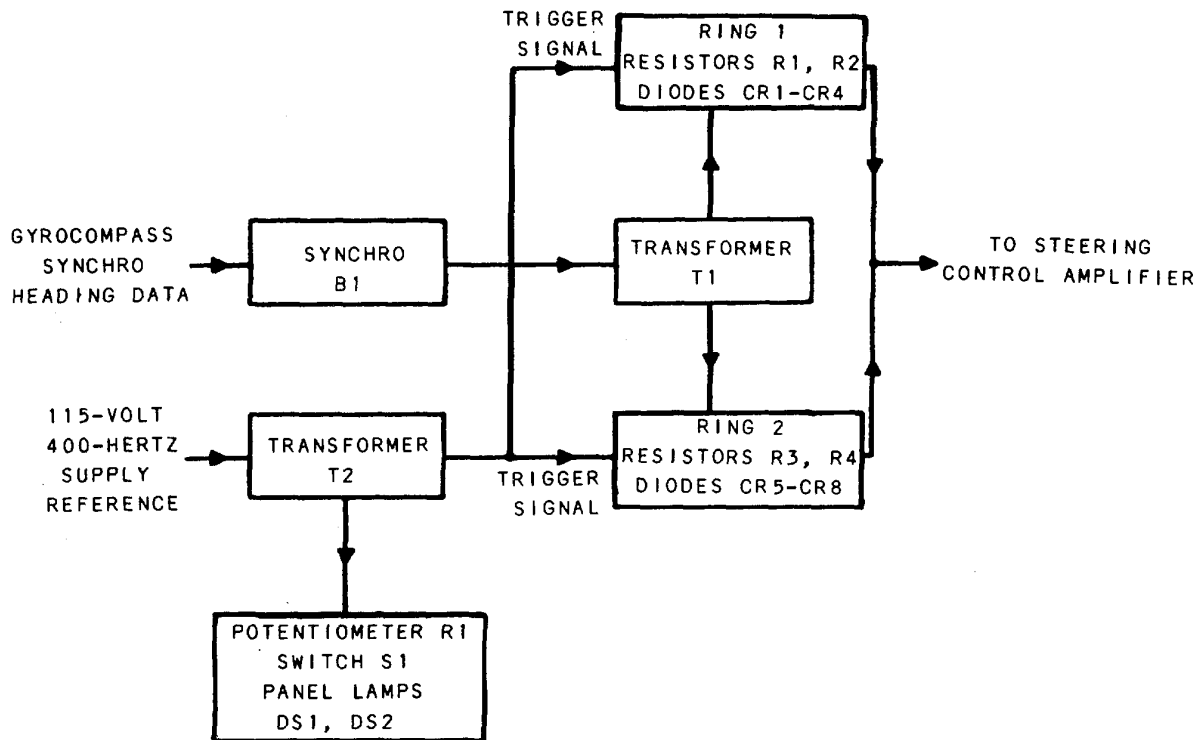 TRIGGER
SIGNAL
RING 1
RESISTORS R1, R2
DIODES CR1-CR4
GYROCOMPASS
SYNCHRO
HEADING DATA
SYNCHRO
B1
TRANSFORMER
T1
TO STEERING
CONTROL AMPLIFIER
115-VOLT
400-HERTZ
SUPPLY
REFERENCE
TRANSFORMER
T2
TRIGGER
SIGNAL
RING 2
RESISTORS R3, R4
DIODES CR5-CR8
POTENTIOMETER R1
SWITCH S1
PANEL LAMPS
DS1, DS2